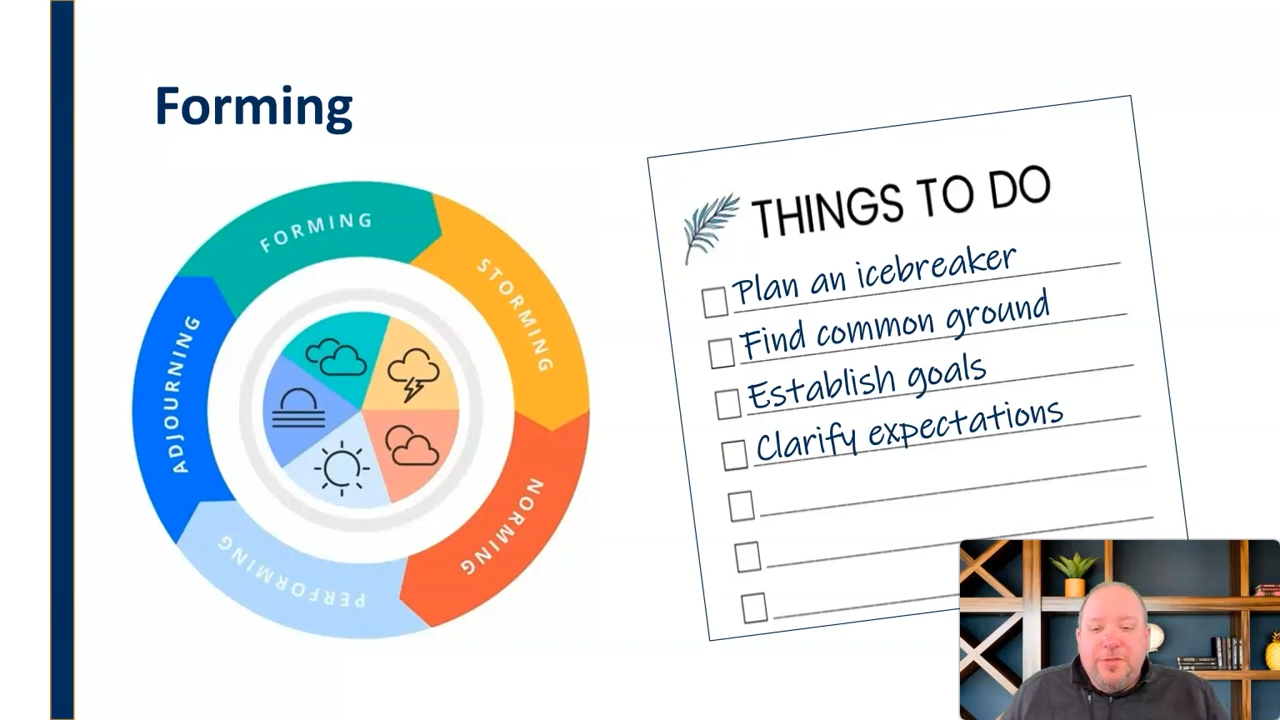 Forming
FORMING
STORMING
NORMING
PERFORMING
ADJOURNING
THINGS TO DO
Plan an icebreaker
Find common ground
Establish goals
Clarify expectations